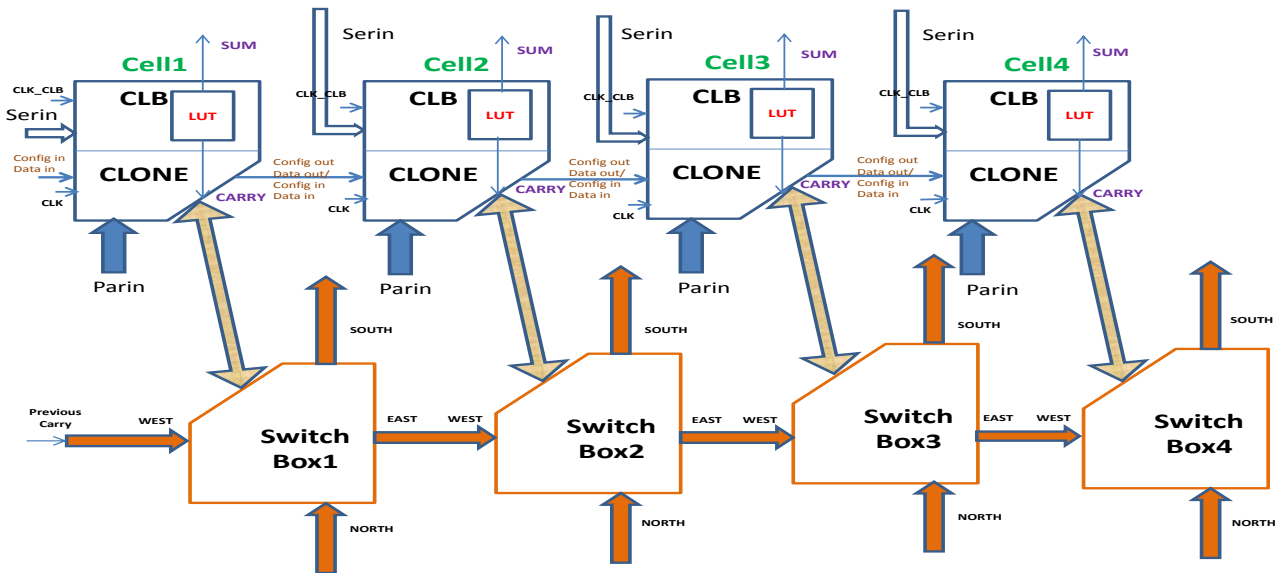 Serin
SUM
Cell1
CLK_CLB
CLB
LUT
Serin
Config in
Data in
CLONE
CLK
CARRY
Parin
Config out
Data out/
Config in
Data in
Serin
SUM
Cell2
CLK_CLB
CLB
LUT
CLONE
CLK
CARRY
Parin
Config out
Data out/
Config in
Data in
Serin
SUM
Cell3
CLK_CLB
CLB
LUT
CLONE
CLK
CARRY
Parin
Config out
Data out/
Config in
Data in
SUM
Cell4
CLK_CLB
CLB
LUT
CLONE
CLK
CARRY
Parin
SOUTH
SOUTH
SOUTH
SOUTH
Previous
Carry
WEST
Switch
Box1
EAST
WEST
Switch
Box2
EAST
WEST
Switch
Box3
EAST
WEST
Switch
Box4
NORTH
NORTH
NORTH
NORTH